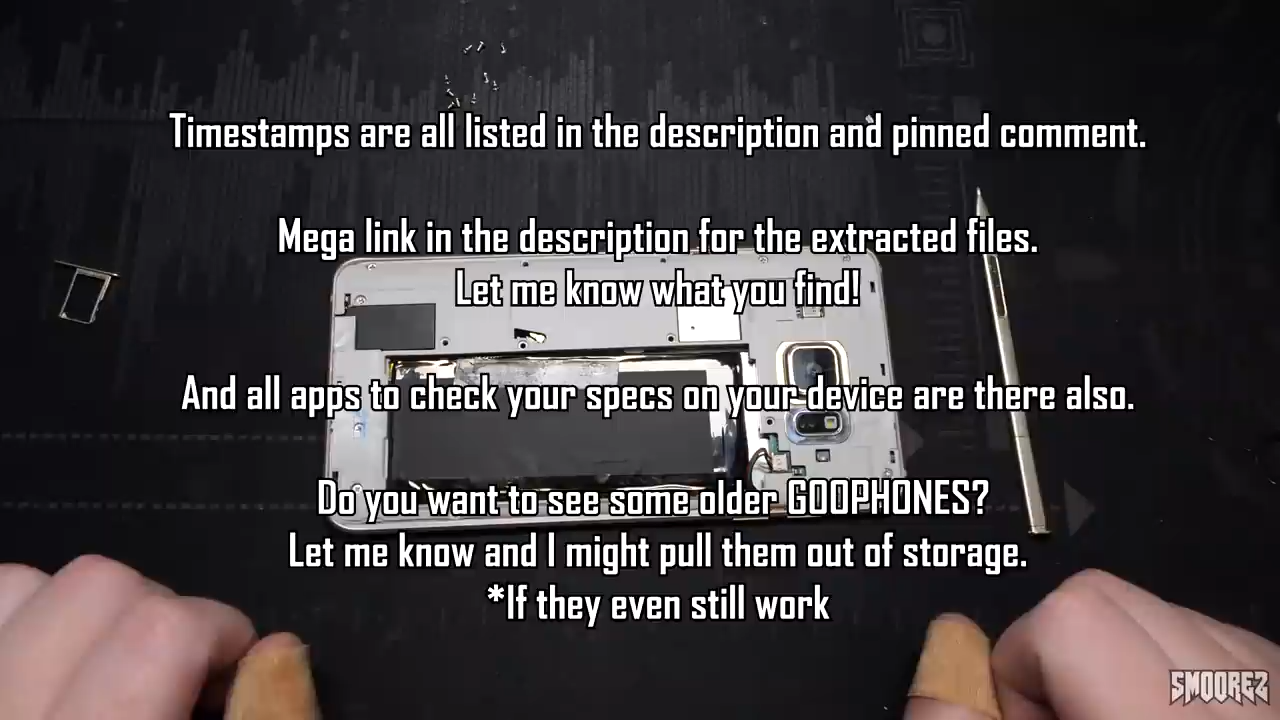 Timestamps are all listed in the description and pinned comment.
Mega link in the description for the extracted files.
Let me know what you find!
And all apps to check your specs on your device are there also.
Do you want to see some older GOOPHONES?
Let me know and I might pull them out of storage.
*If they even still work
SMOOREZ